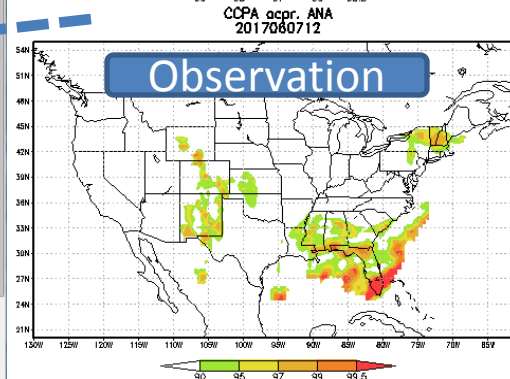 CCPA acpr. ANA
2017060712
Observation
54N
51N
48N
45N
42N
39N
36N
33N
30N
27N
24N
21N
130W 125W 120W 115W 110W 105W 100W 95W 90W 85W 80W 75W 70W 65W
90 95 97 99 99.5